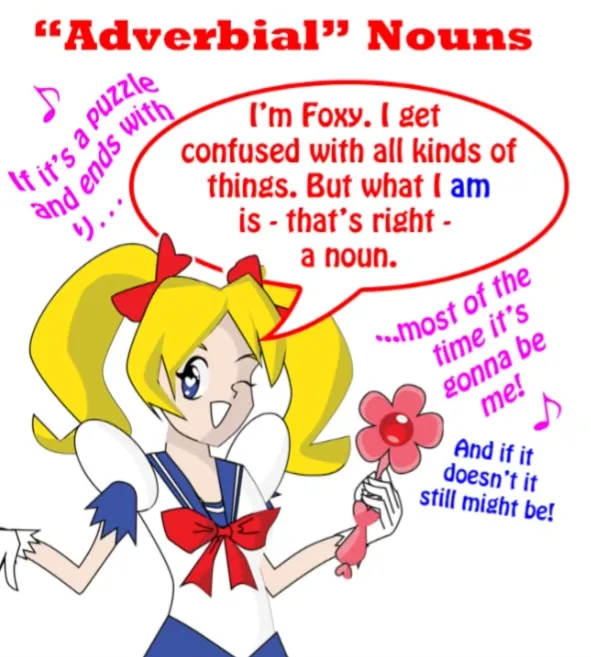 “Adverbial” Nouns
If it’s a puzzle
and ends with
り...
I’m Foxy. I get
confused with all kinds of
things. But what I am
is - that’s right -
a noun.
...most of the
time it’s
gonna be
me!
And if it
doesn’t it
still might be!